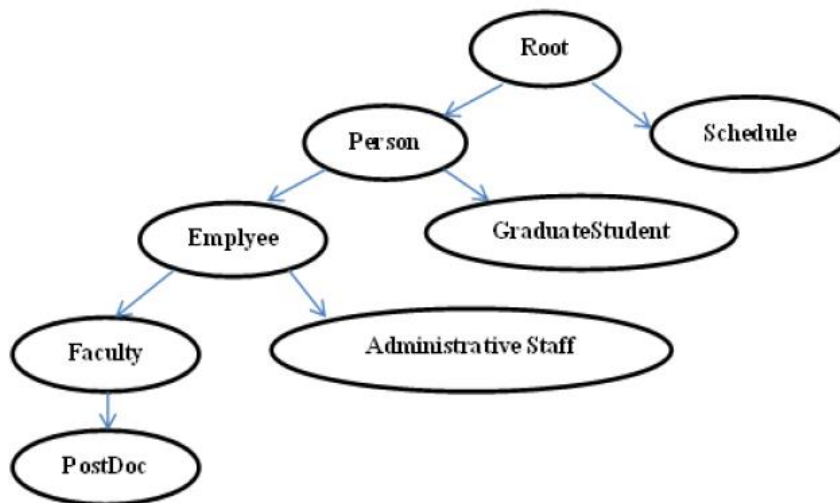 Root
Person
Schedule
Emplyee
GraduateStudent
Faculty
Administrative Staff
PostDoc